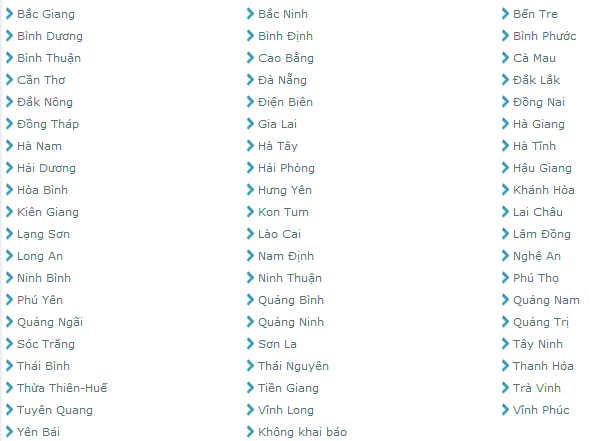 Bắc Giang Bắc Ninh Bến Tre
Bình Dương Bình Định Bình Phước
Bình Thuận Cao Bằng Cà Mau
Cần Thơ Đà Nẵng Đắk Lắk
Đắk Nông Điện Biên Đồng Nai
Đồng Tháp Gia Lai Hà Giang
Hà Nam Hà Tây Hà Tĩnh
Hải Dương Hải Phòng Hậu Giang
Hòa Bình Hưng Yên Khánh Hòa
Kiên Giang Kon Tum Lai Châu
Lạng Sơn Lào Cai Lâm Đồng
Long An Nam Định Nghệ An
Ninh Bình Ninh Thuận Phú Thọ
Phú Yên Quảng Bình Quảng Nam
Quảng Ngãi Quảng Ninh Quảng Trị
Sóc Trăng Sơn La Tây Ninh
Thái Bình Thái Nguyên Thanh Hóa
Thừa Thiên-Huế Tiền Giang Trà Vinh
Tuyên Quang Vĩnh Long Vĩnh Phúc
Yên Bái Không khai báo